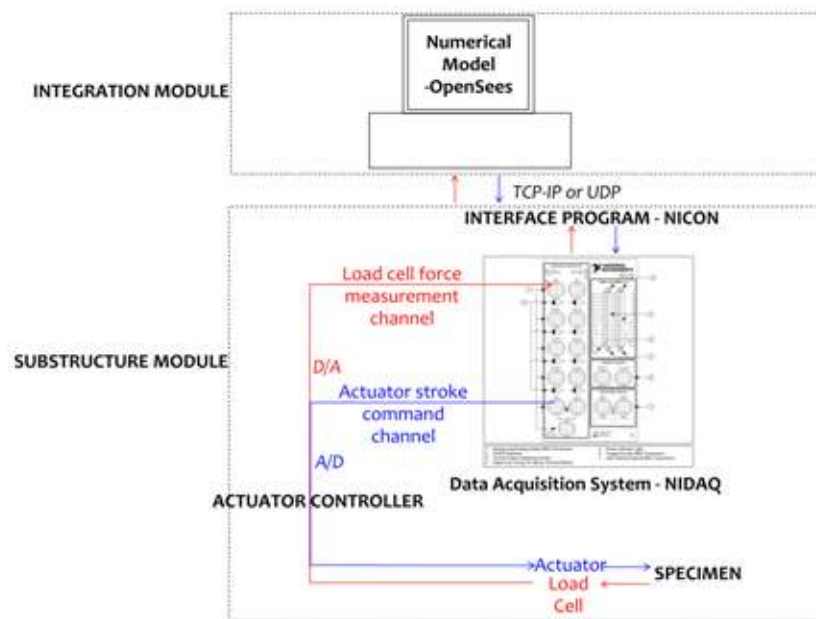 Numerical
Model
-OpenSees
INTEGRATION MODULE
TCP-IP or UDP
INTERFACE PROGRAM - NICON
Load cell force
measurement
channel
SUBSTRUCTURE MODULE
D/A
Actuator stroke
command
channel
A/D
Data Acquisition System - NIDAQ
ACTUATOR CONTROLLER
Actuator
SPECIMEN
Load
Cell